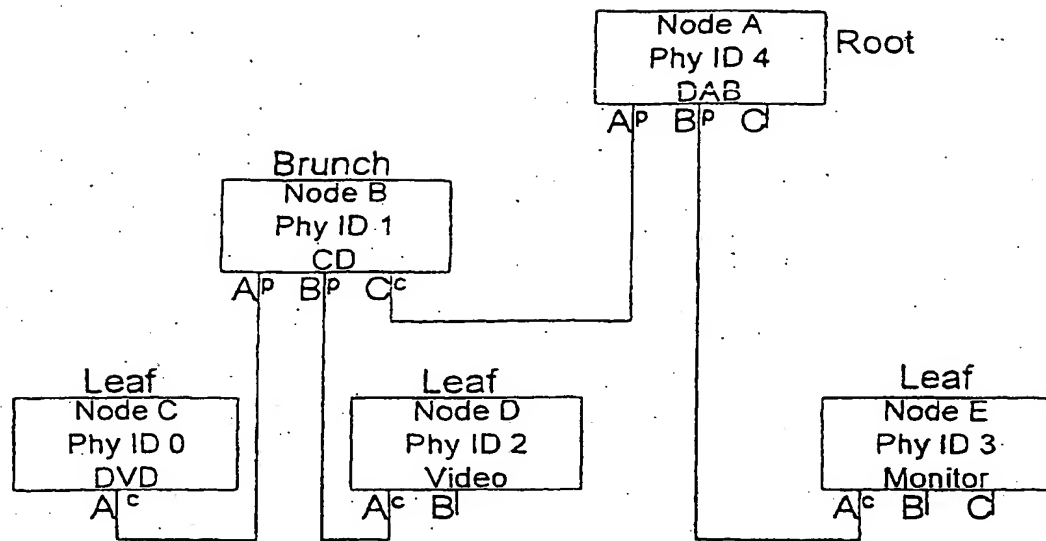 Node A
Phy ID 4
DAB
Root
A p B p C
Brunch
Node B
Phy ID 1
CD
A p B p C c
Leaf
Node C
Phy ID 0
DVD
A c
Leaf
Node D
Phy ID 2
Video
A c B
Leaf
Node E
Phy ID 3
Monitor
A c B C